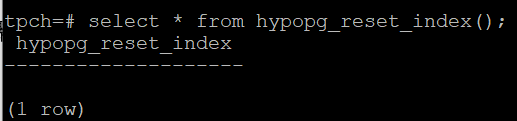 tpch=# select * from hypopg_reset_index();
 hypopg_reset_index
--------------------
(1 row)